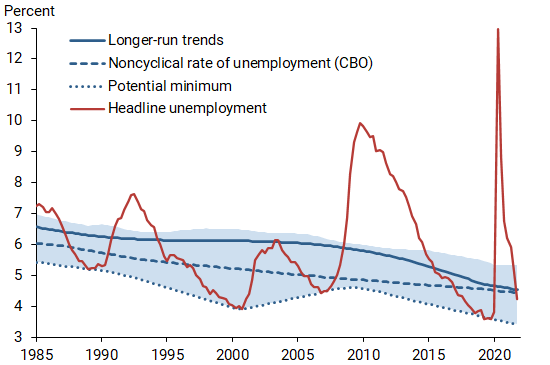 Percent
13
12
11
10
9
8
7
6
5
4
3
Longer-run trends
Noncyclical rate of unemployment (CBO)
Potential minimum
Headline unemployment
1985 1990 1995 2000 2005 2010 2015 2020